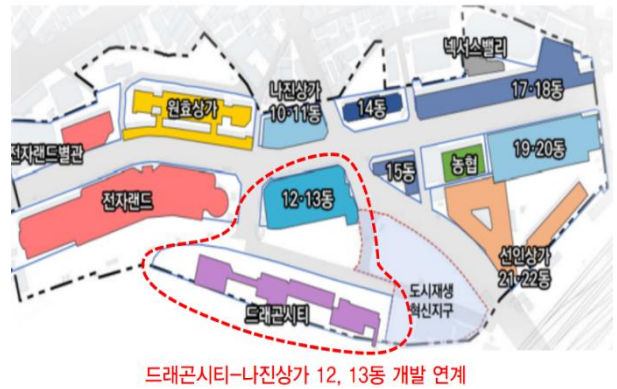 넥서스밸리
나진상가
10·11동
원효상가
14동
17·18동
전자랜드별관
15동
농협
19·20동
전자랜드
12·13동
선인상가
21·22동
도시재생
혁신지구
드래곤시티
드래곤시티-나진상가 12, 13동 개발 연계